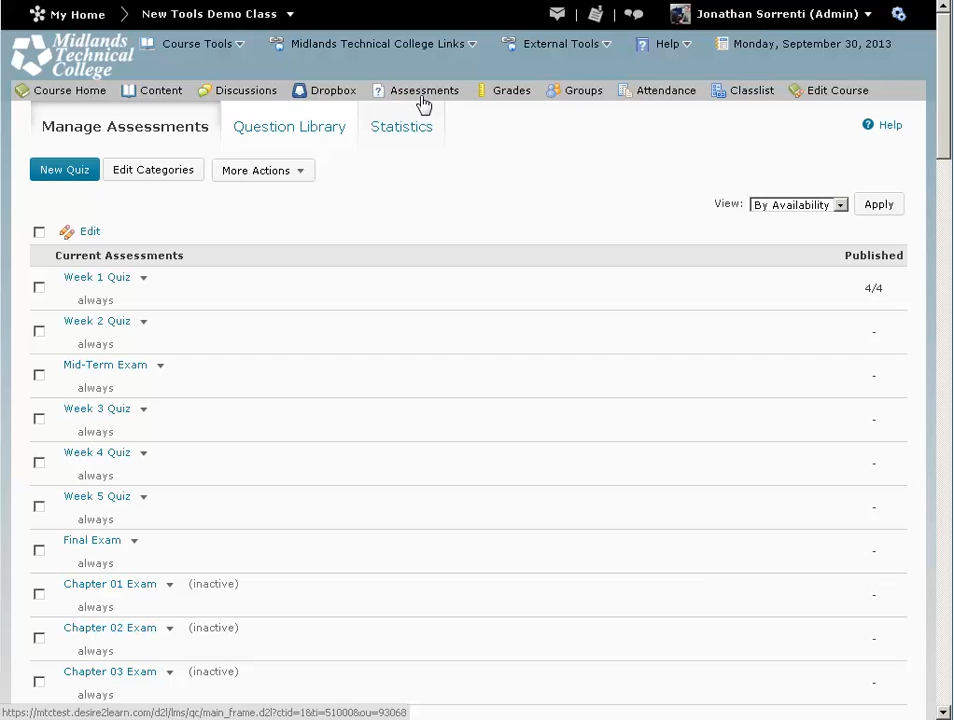 My Home New Tools Demo Class Jonathan Sorrenti (Admin)
Midlands Technical College
Course Tools Midlands Technical College Links External Tools Help Monday, September 30, 2013
Course Home Content Discussions Dropbox Assessments Grades Groups Attendance Classlist Edit Course
Manage Assessments Question Library Statistics Help
New Quiz Edit Categories More Actions
View: By Availability Apply
Edit
Current Assessments Published
Week 1 Quiz
4/4
always
Week 2 Quiz
-
always
Mid-Term Exam
-
always
Week 3 Quiz
-
always
Week 4 Quiz
-
always
Week 5 Quiz
-
always
Final Exam
-
always
Chapter 01 Exam (inactive)
-
always
Chapter 02 Exam (inactive)
-
always
Chapter 03 Exam (inactive)
-
always
https://mtctest.desire2learn.com/d2l/lms/qc/main_frame.d2l?ctid=1&ti=51000&ou=93068